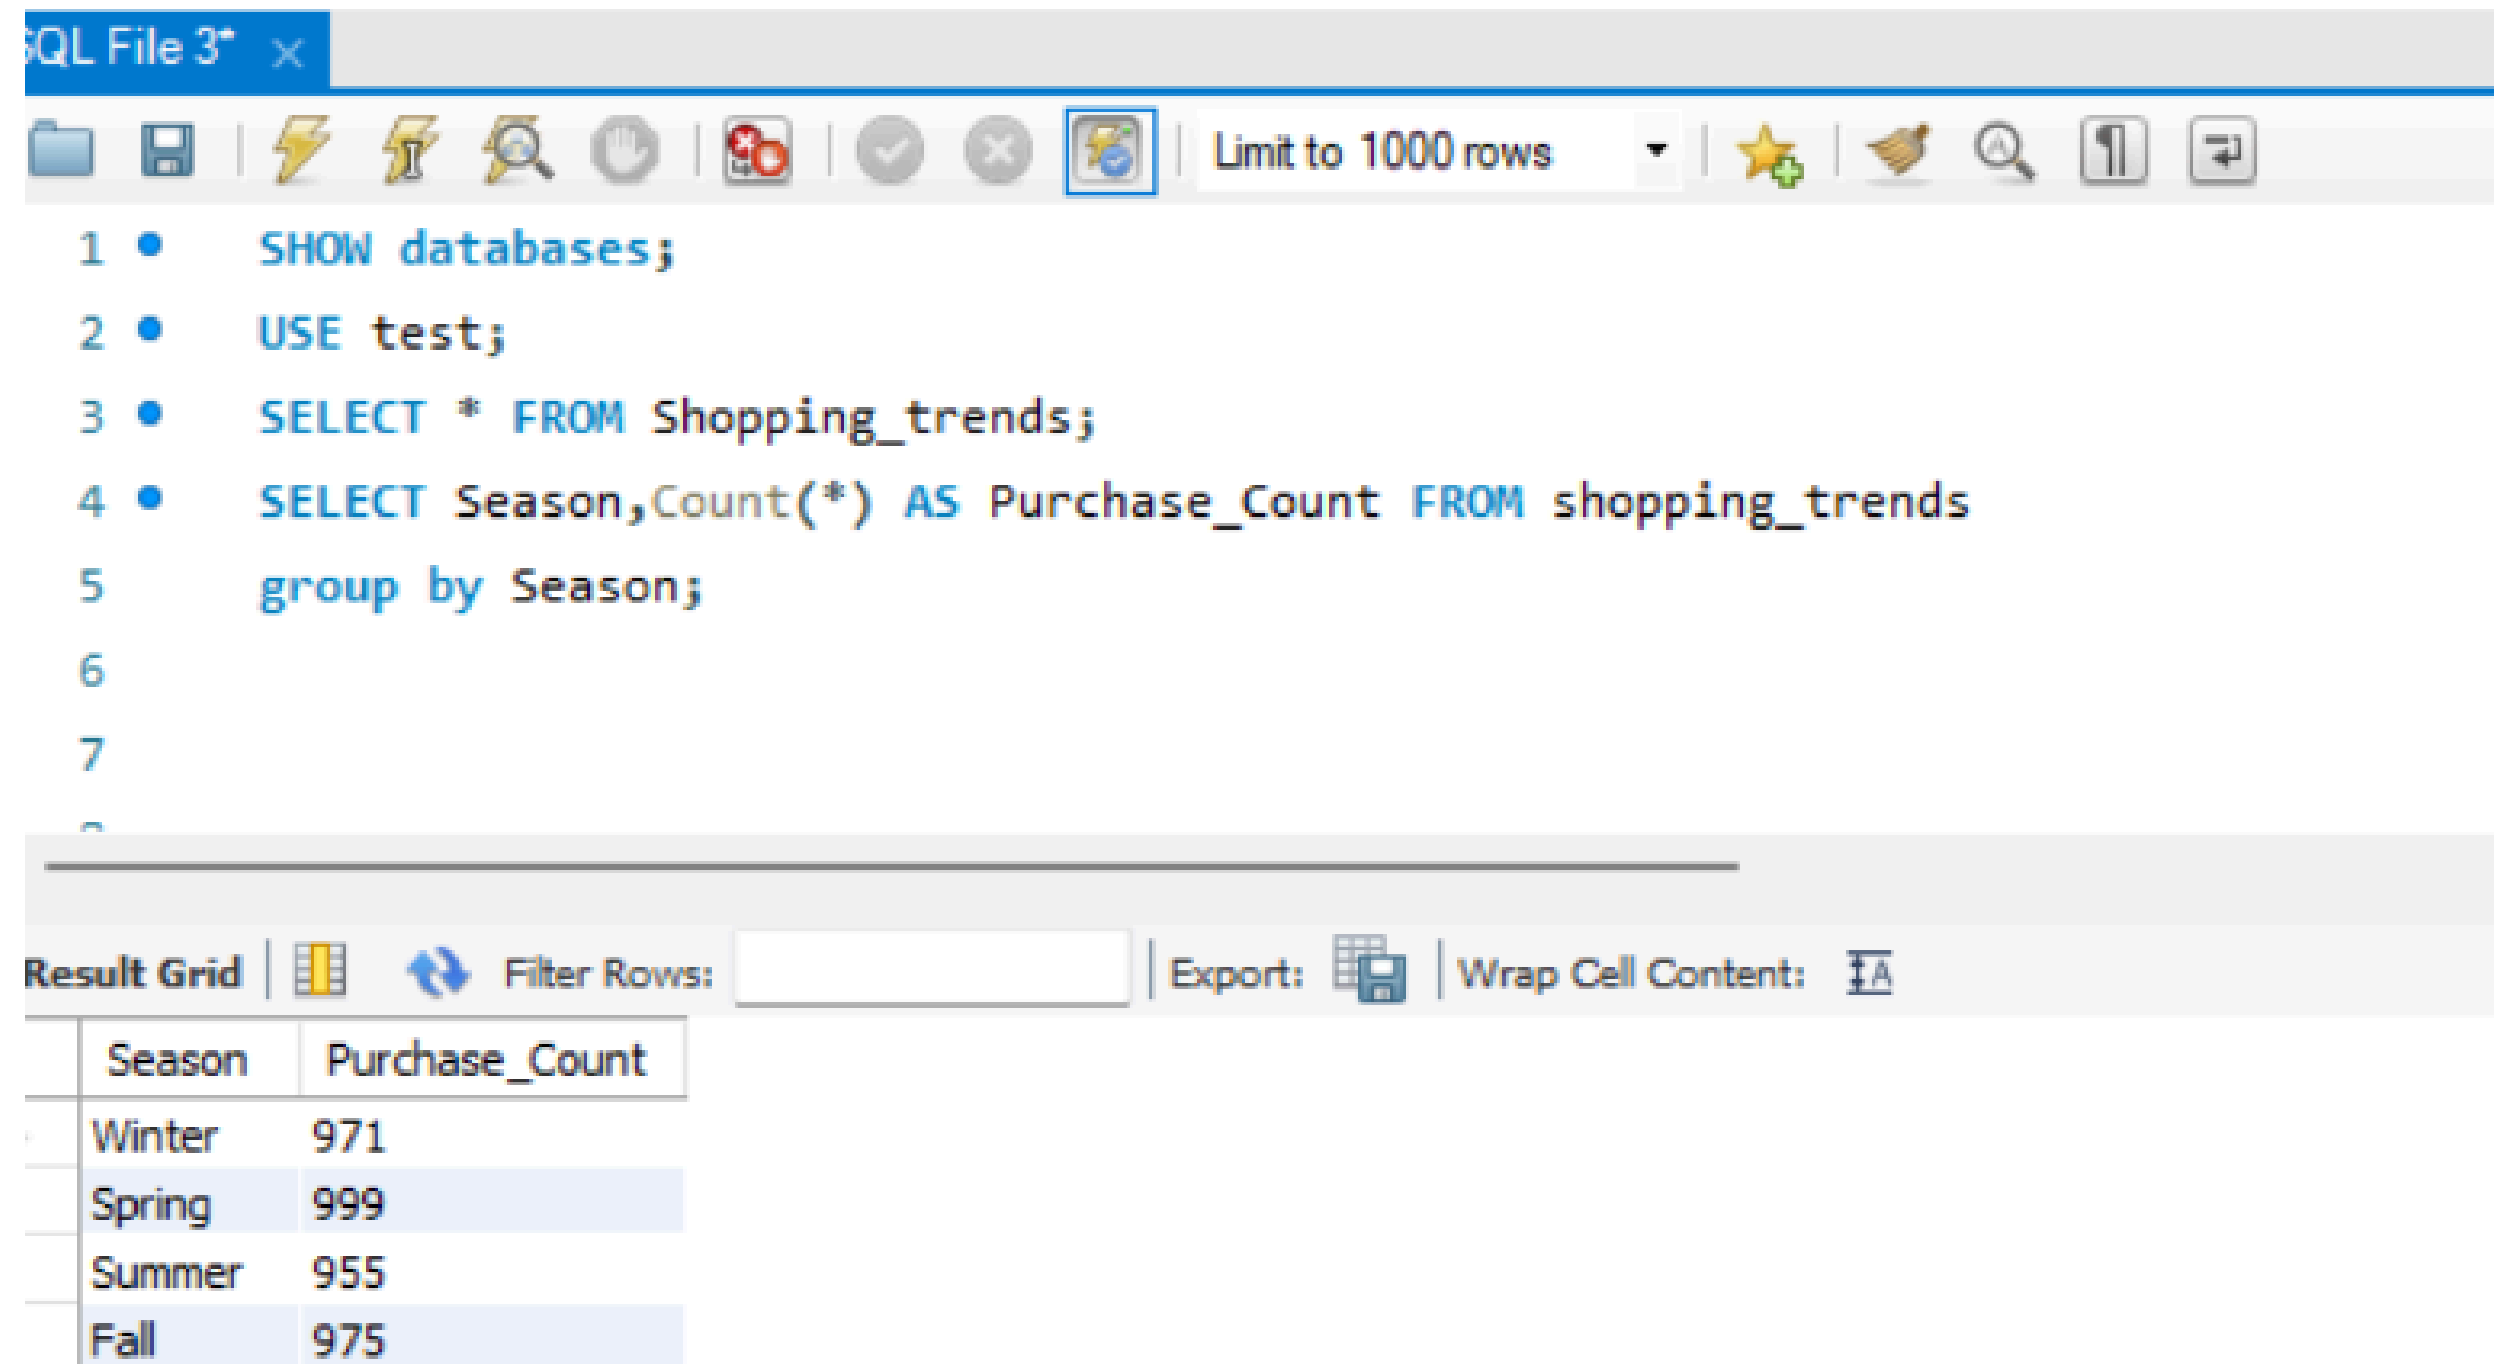 SQL File 3*
Limit to 1000 rows
1 SHOW databases;
2 USE test;
3 SELECT * FROM Shopping_trends;
4 SELECT Season,Count(*) AS Purchase_Count FROM shopping_trends
5 group by Season;
6
7
Result Grid Filter Rows: Export: Wrap Cell Content:
Season Purchase_Count
Winter 971
Spring 999
Summer 955
Fall 975